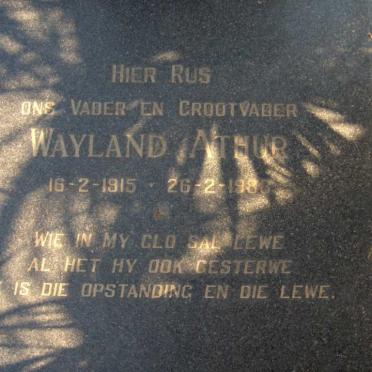 HIER RUS
ONS VADER EN GROOTVADER
WAYLAND ATHUR
16-2-1915 · 26-2-
WIE IN MY GLO SAL LEWE
AL HET HY OOK GESTERWE
IS DIE OPSTANDING EN DIE LEWE.